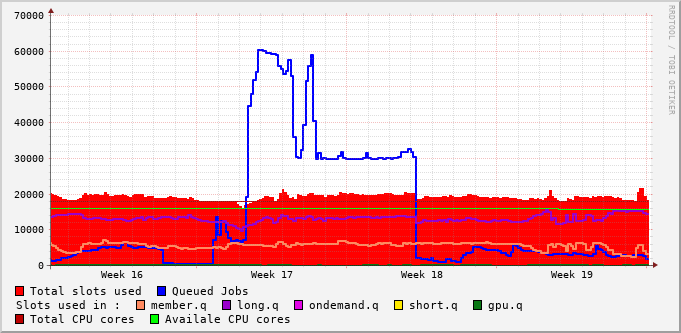 70000
60000
50000
40000
30000
20000
10000
0
Week 16 Week 17 Week 18 Week 19
Total slots used Queued Jobs
Slots used in : member.q long.q ondemand.q short.q gpu.q
Total CPU cores Availale CPU cores
RRDTOOL / TOBI OETIKER